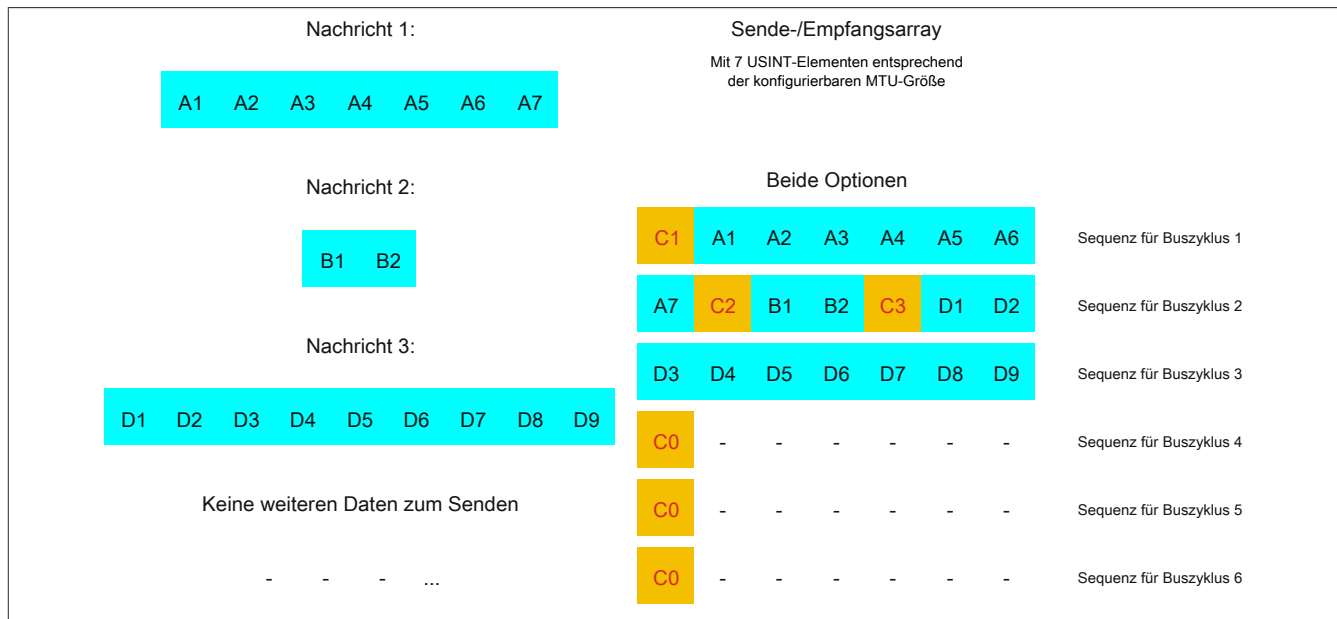 Nachricht 1:
A1 A2 A3 A4 A5 A6 A7
Nachricht 2:
B1 B2
Nachricht 3:
D1 D2 D3 D4 D5 D6 D7 D8 D9
Keine weiteren Daten zum Senden
- - - ...
Sende-/Empfangsarray
Mit 7 USINT-Elementen entsprechend
der konfigurierbaren MTU-Größe
Beide Optionen
C1 A1 A2 A3 A4 A5 A6 Sequenz für Buszyklus 1
A7 C2 B1 B2 C3 D1 D2 Sequenz für Buszyklus 2
D3 D4 D5 D6 D7 D8 D9 Sequenz für Buszyklus 3
C0 - - - - - - Sequenz für Buszyklus 4
C0 - - - - - - Sequenz für Buszyklus 5
C0 - - - - - - Sequenz für Buszyklus 6